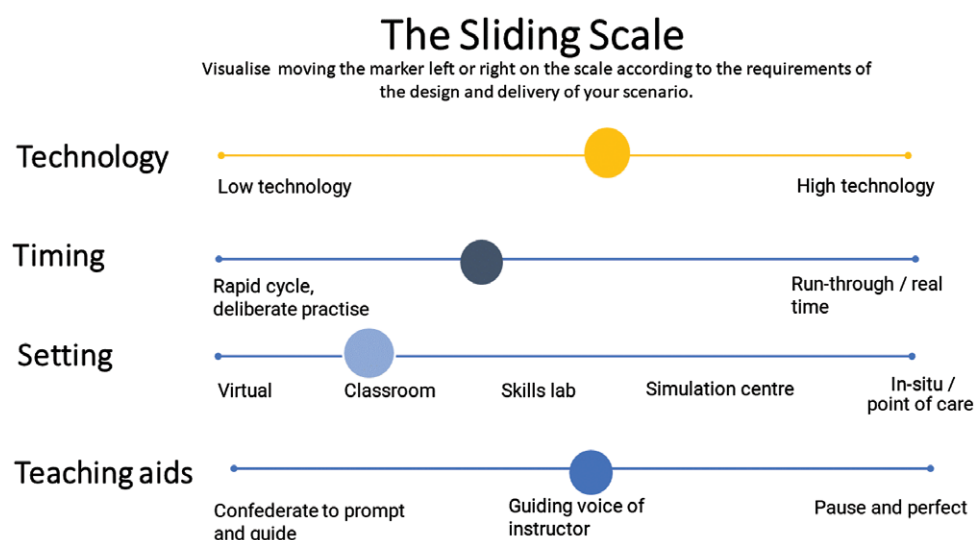 The Sliding Scale
Visualise moving the marker left or right on the scale according to the requirements of
the design and delivery of your scenario.
Technology
Low technology
High technology
Timing
Rapid cycle,
deliberate practise
Run-through / real
time
Setting
Virtual
Classroom
Skills lab
Simulation centre
In-situ /
point of care
Teaching aids
Confederate to prompt
and guide
Guiding voice of
instructor
Pause and perfect